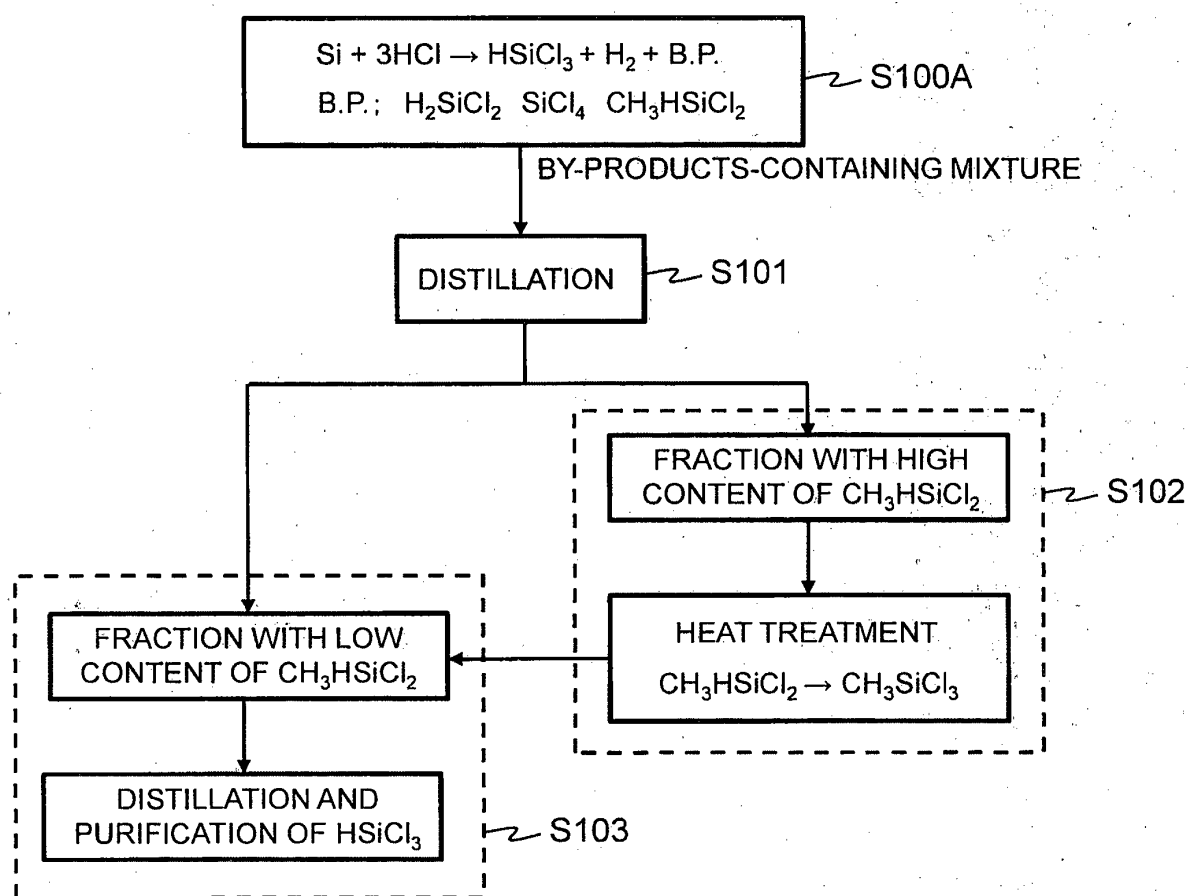 Si + 3HCl → HSiCl₃ + H₂ + B.P.
B.P.; H₂SiCl₂ SiCl₄ CH₃HSiCl₂
S100A
BY-PRODUCTS-CONTAINING MIXTURE
DISTILLATION
S101
FRACTION WITH HIGH
CONTENT OF CH₃HSiCl₂
S102
HEAT TREATMENT
CH₃HSiCl₂ → CH₃SiCl₃
FRACTION WITH LOW
CONTENT OF CH₃HSiCl₂
DISTILLATION AND
PURIFICATION OF HSiCl₃
S103